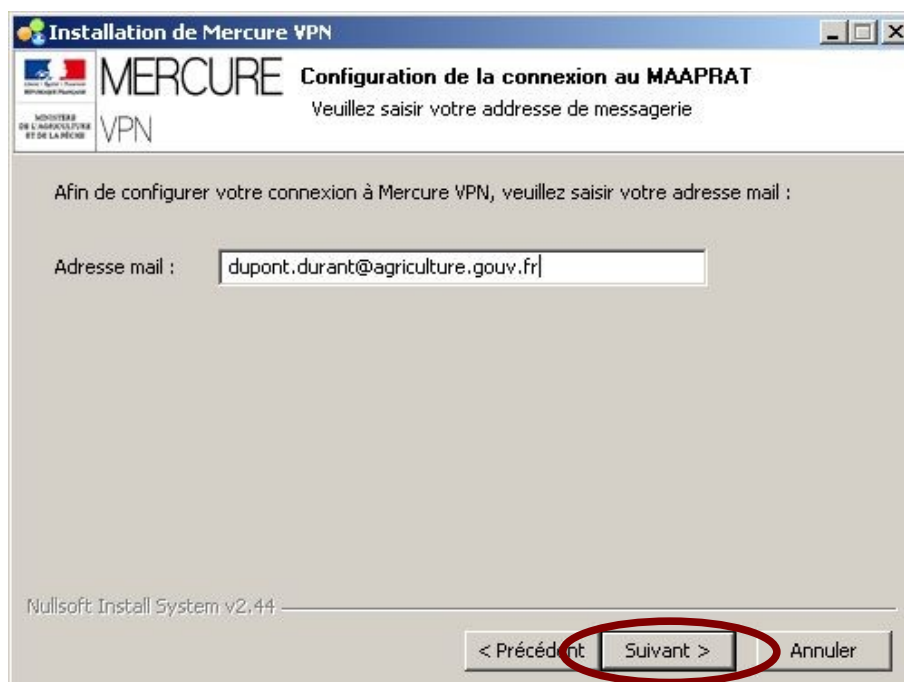 Installation de Mercure VPN
MERCURE
VPN
MINISTÈRE
DE L'AGRICULTURE
ET DE LA PÊCHE
Configuration de la connexion au MAAPRAT
Veuillez saisir votre addresse de messagerie
Afin de configurer votre connexion à Mercure VPN, veuillez saisir votre adresse mail :
Adresse mail : dupont.durant@agriculture.gouv.fr
Nullsoft Install System v2.44
< Précédent Suivant > Annuler